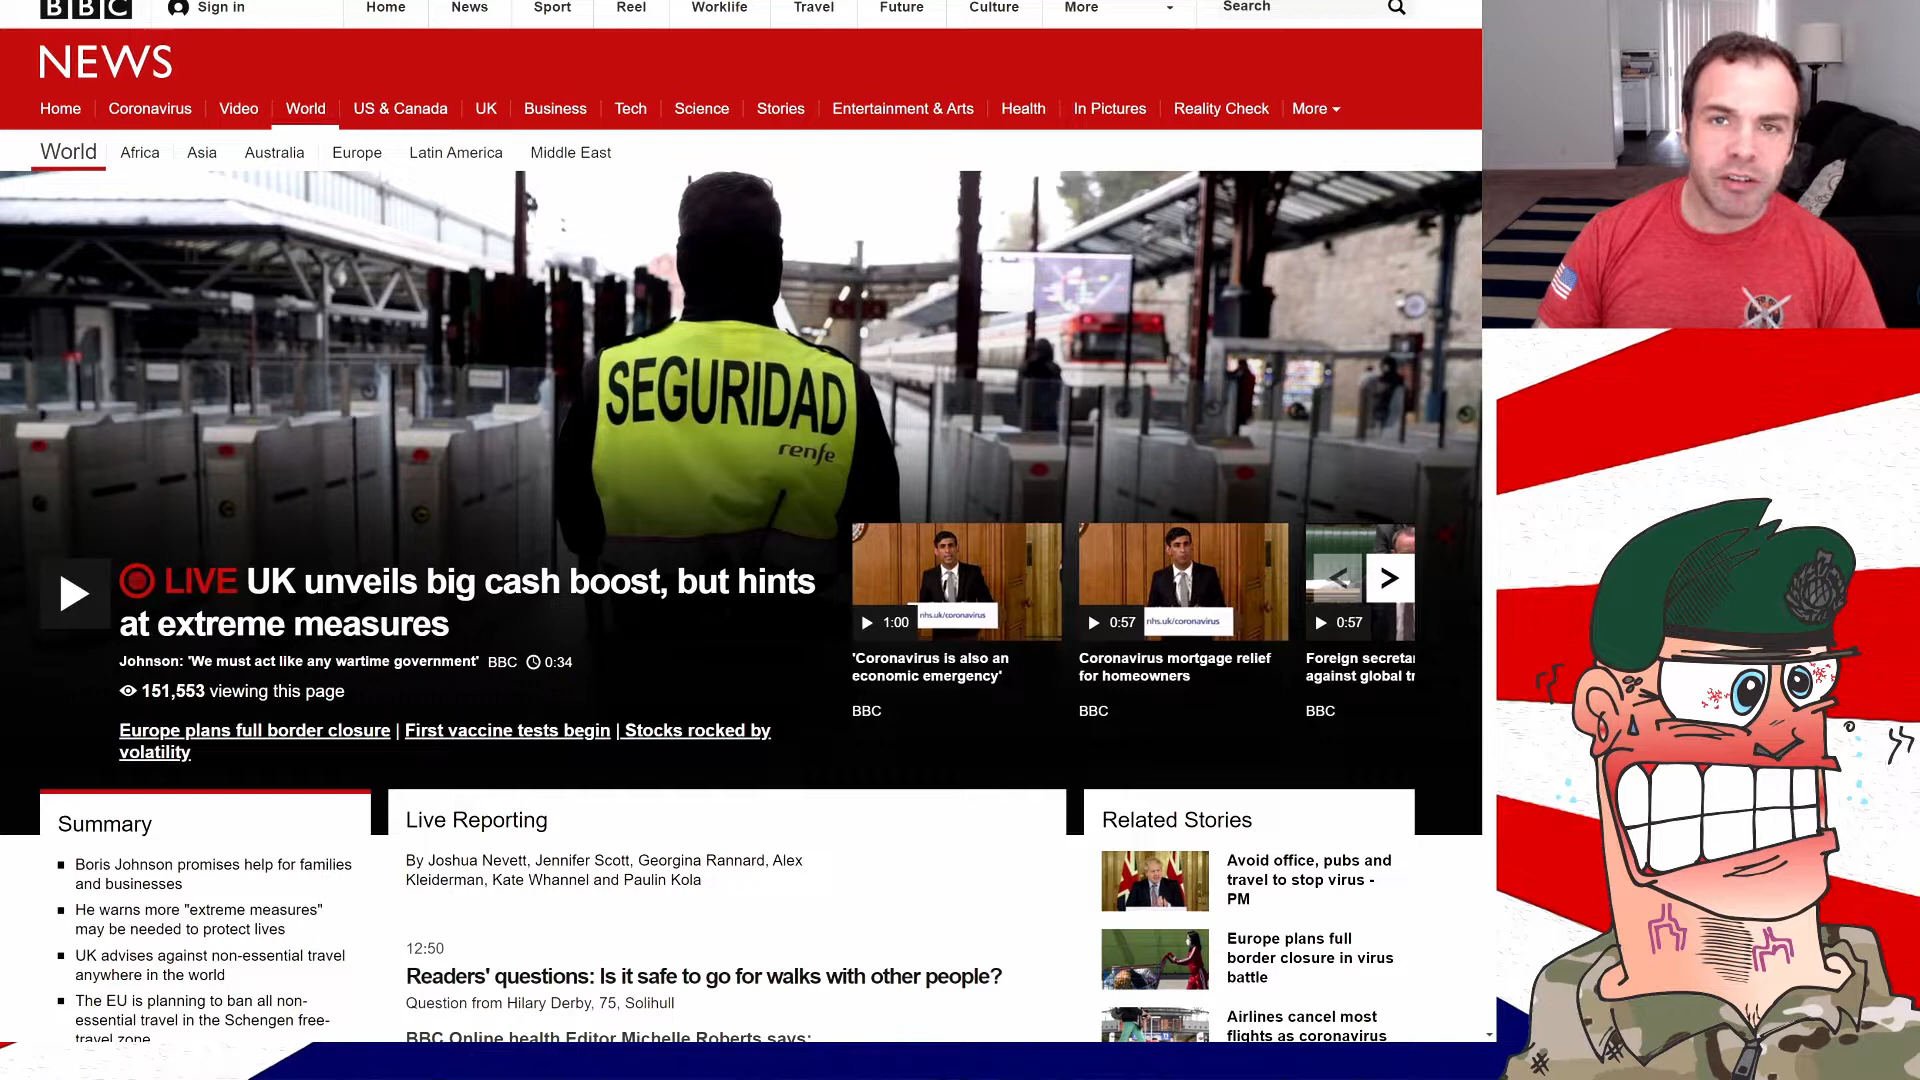 BBC
Sign in
Home
News
Sport
Reel
Worklife
Travel
Future
Culture
More
Search
NEWS
Home
Coronavirus
Video
World
US & Canada
UK
Business
Tech
Science
Stories
Entertainment & Arts
Health
In Pictures
Reality Check
More
World
Africa
Asia
Australia
Europe
Latin America
Middle East
SEGURIDAD
renfe
LIVE UK unveils big cash boost, but hints
at extreme measures
Johnson: 'We must act like any wartime government' BBC 0:34
151,553 viewing this page
Europe plans full border closure | First vaccine tests begin | Stocks rocked by
volatility
nhs.uk/coronavirus
1:00
'Coronavirus is also an
economic emergency'
BBC
nhs.uk/coronavirus
0:57
Coronavirus mortgage relief
for homeowners
BBC
0:57
Foreign secretar
against global tr
BBC
Summary
Boris Johnson promises help for families
and businesses
He warns more "extreme measures"
may be needed to protect lives
UK advises against non-essential travel
anywhere in the world
The EU is planning to ban all non-
essential travel in the Schengen free-
travel zone
Live Reporting
By Joshua Nevett, Jennifer Scott, Georgina Rannard, Alex
Kleiderman, Kate Whannel and Paulin Kola
12:50
Readers' questions: Is it safe to go for walks with other people?
Question from Hilary Derby, 75, Solihull
BBC Online health Editor Michelle Roberts says:
Related Stories
Avoid office, pubs and
travel to stop virus -
PM
Europe plans full
border closure in virus
battle
Airlines cancel most
flights as coronavirus